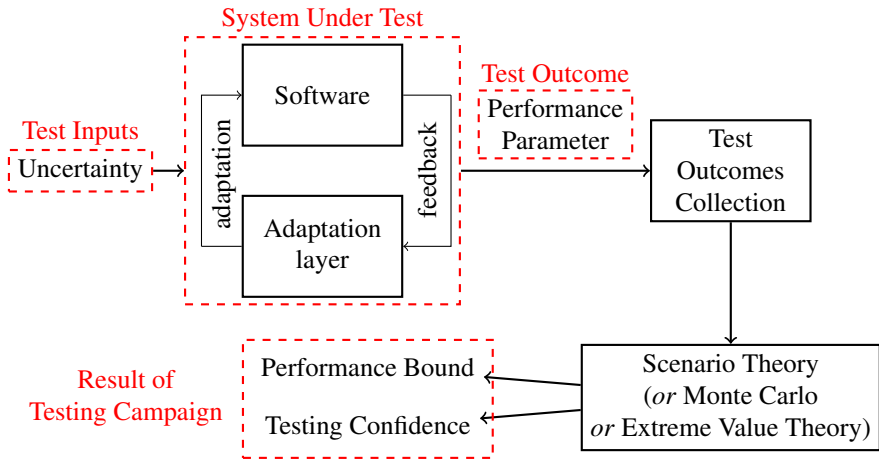 System Under Test
Software
adaptation
feedback
Adaptation
layer
Test Inputs
Uncertainty
Test Outcome
Performance
Parameter
Test
Outcomes
Collection
Scenario Theory
(or Monte Carlo
or Extreme Value Theory)
Performance Bound
Testing Confidence
Result of
Testing Campaign